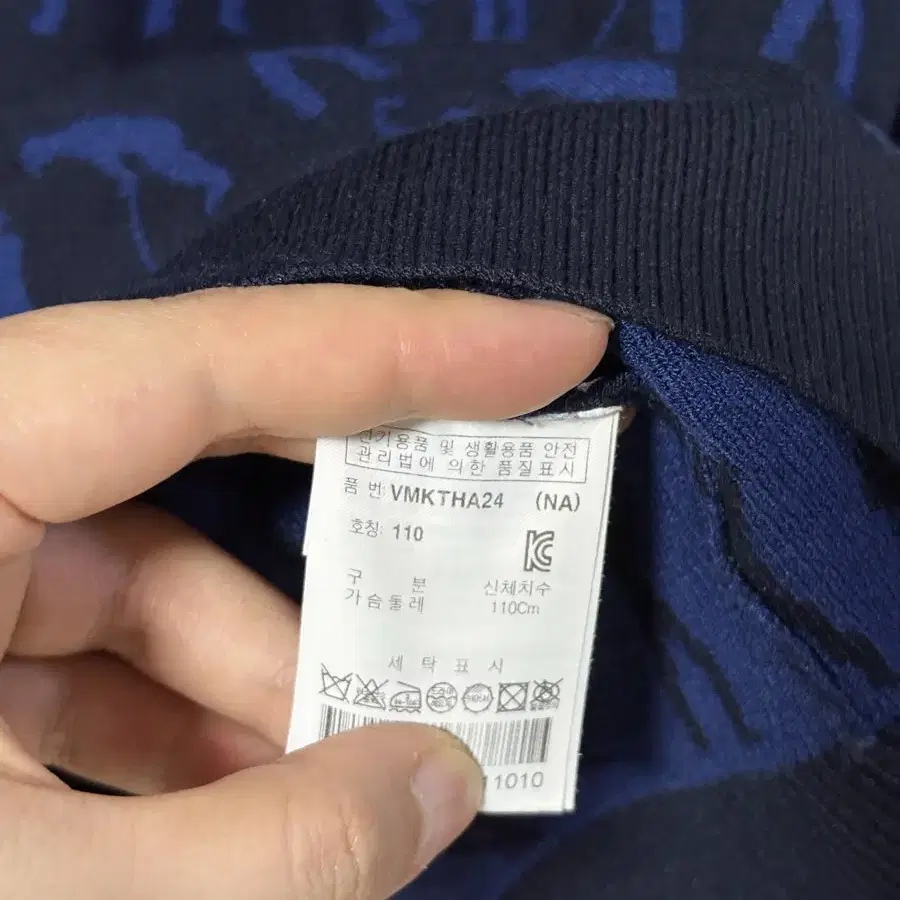 전기용품 및 생활용품 안전
관리법에 의한 품질표시
품 번: VMKTHA24 (NA)
호칭: 110
구 분 신체치수
가슴둘레 110Cm
세 탁 표 시
11010